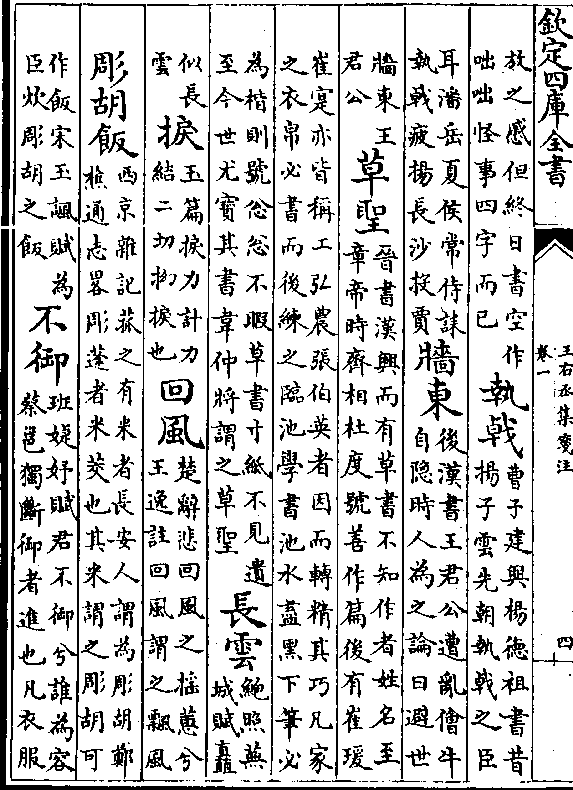 欽定四庫全書
王右丞集箋注
卷一
四
放之感但終日書空作
咄咄怪事四字而已
執戟
曹子建與楊德祖書昔
揚子雲先朝執戟之臣
耳潘岳夏侯常侍誄
執戟疲揚長沙投賈
牆東
後漢書王君公遭亂儈牛
自隐時人為之論曰避世
牆東王
君公
草聖
晉書漢興而有草書不知作者姓名至
章帝時齊相杜度號善作篇後有崔瑗
崔寔亦皆稱工弘農張伯英者因而轉精其巧凡家
之衣帛必書而後練之臨池學書池水盡黑下筆必
為楷則號怱怱不暇草書寸紙不見遺
至今世尤寶其書韋仲將謂之草聖
長雲
鮑照蕪
城賦矗
似長
雲
捩
玉篇捩力計力
結二切拗捩也
回風
楚辭悲回風之搖蕙兮
王逸註回風謂之飄風
彫胡飯
西京雜記菰之有米者長安人謂為彫胡鄭
樵通志畧彫蓬者米茭也其米謂之彫胡可
作飯宋玉諷賦為
臣炊彫胡之飯
不御
班婕妤賦君不御兮誰為容
蔡邕獨斷御者進也凡衣服